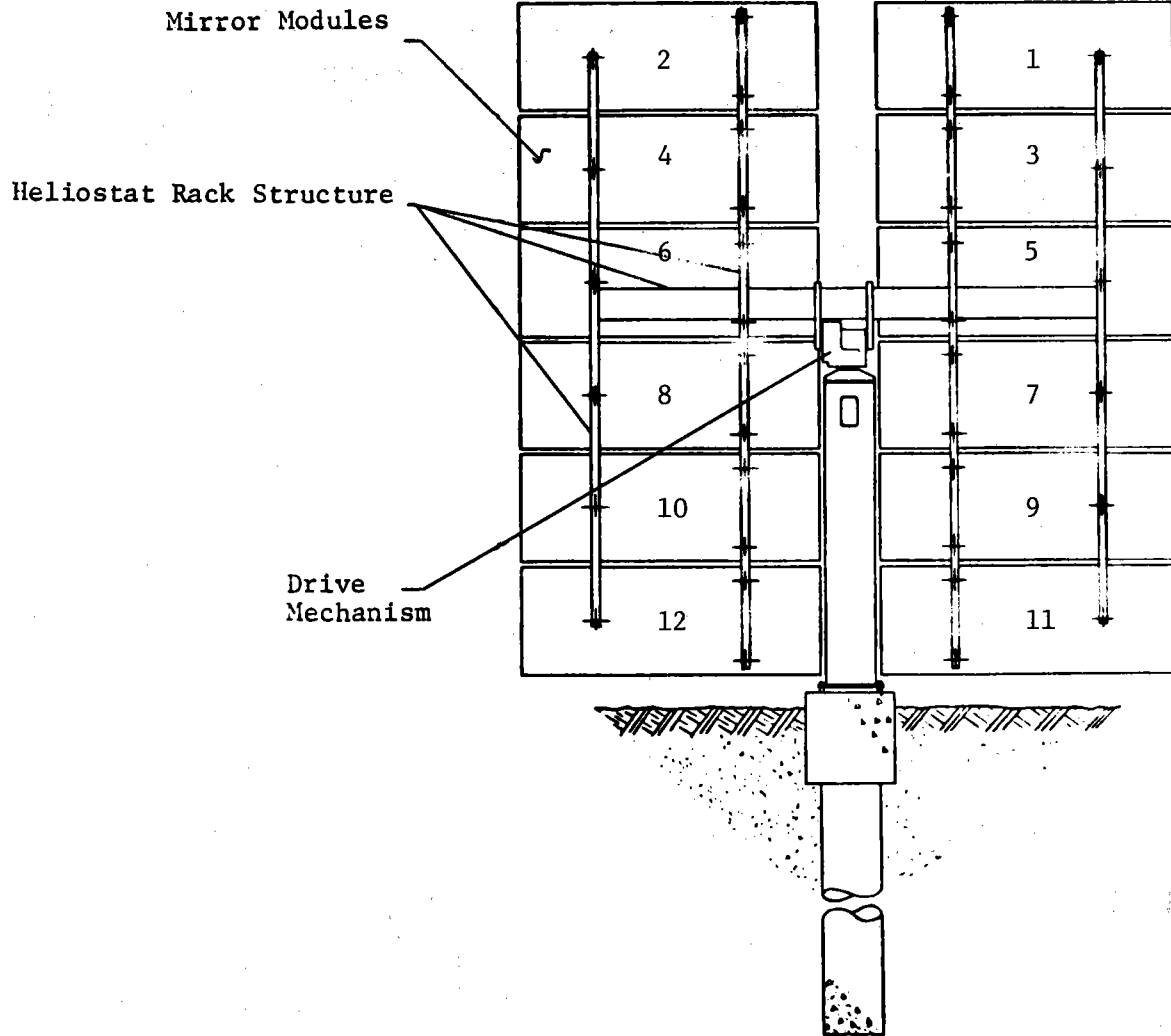 Mirror Modules
2 1
4 3
Heliostat Rack Structure
6 5
8 7
10 9
Drive
Mechanism
12 11